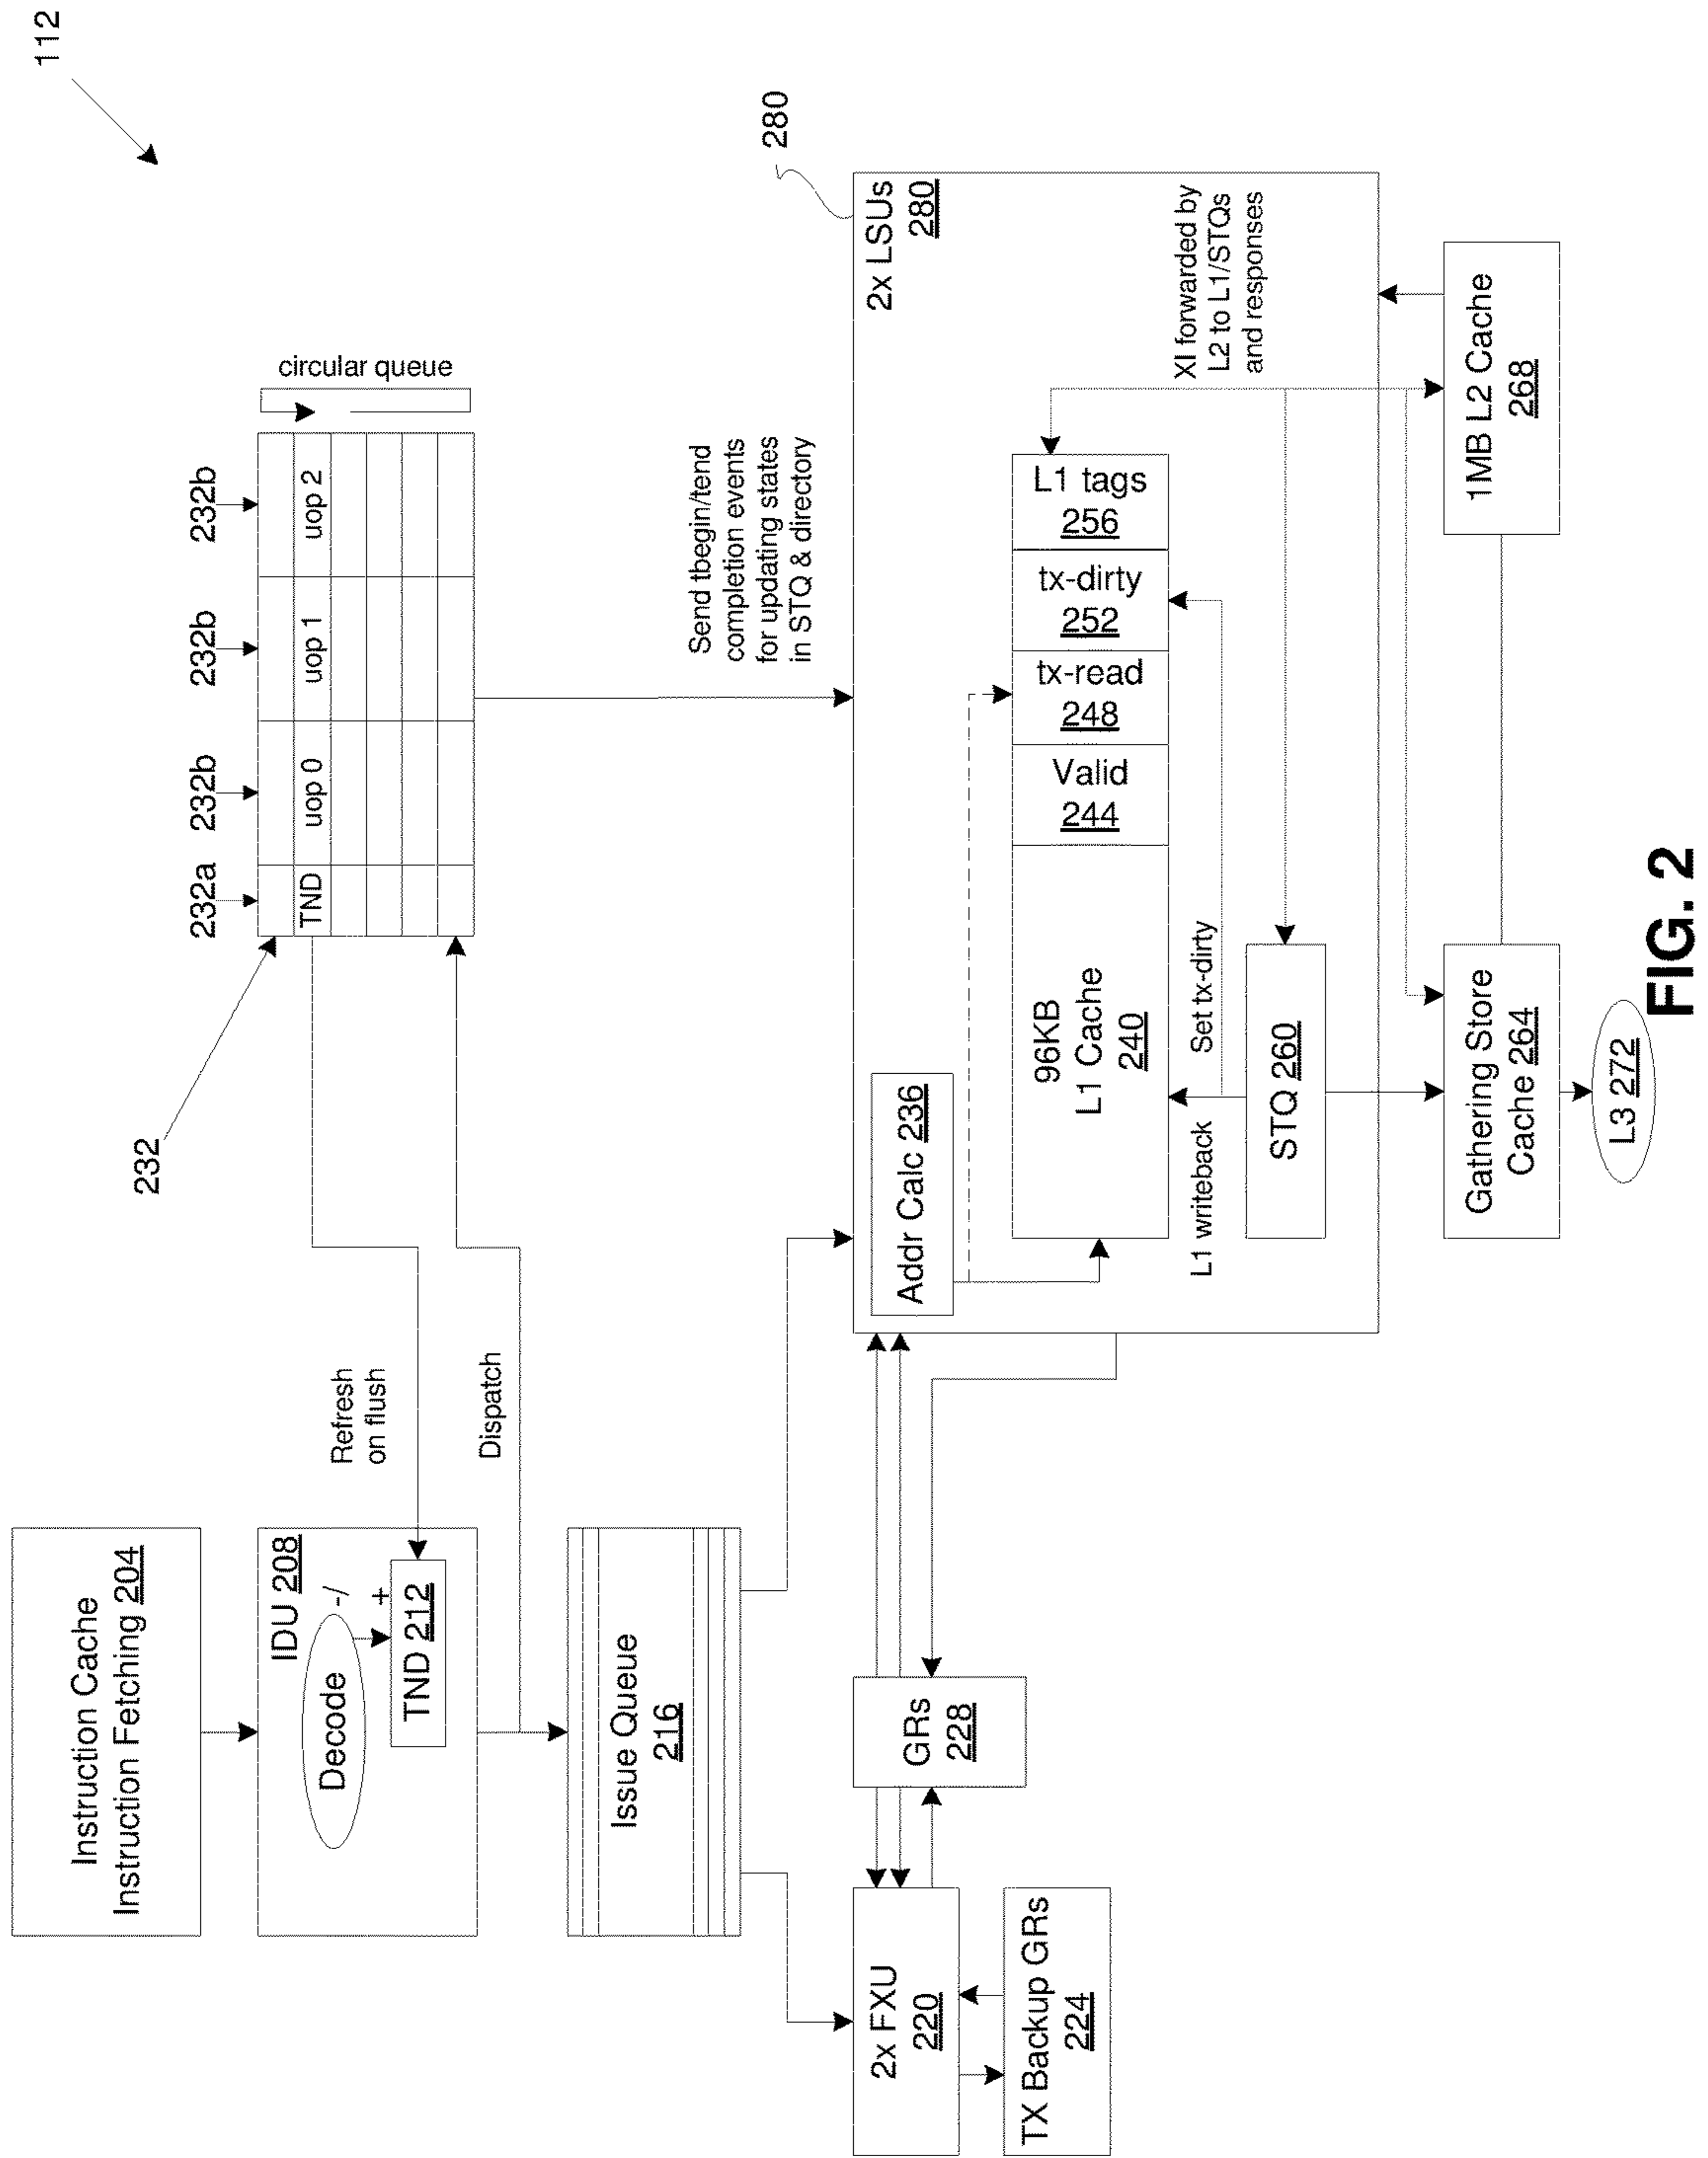 112
Instruction Cache
Instruction Fetching 204
IDU 208
Decode
-/
+
TND 212
Refresh
on flush
Dispatch
232
232a
232b
232b
232b
TND
uop 0
uop 1
uop 2
circular queue
Issue Queue
216
Send tbegin/tend
completion events
for updating states
in STQ & directory
280
2x FXU
220
TX Backup GRs
224
GRs
228
2x LSUs
280
Addr Calc 236
96KB
L1 Cache
240
Valid
244
tx-read
248
tx-dirty
252
L1 tags
256
L1 writeback
Set tx-dirty
XI forwarded by
L2 to L1/STQs
and responses
STQ 260
Gathering Store
Cache 264
1MB L2 Cache
268
L3 272
FIG. 2